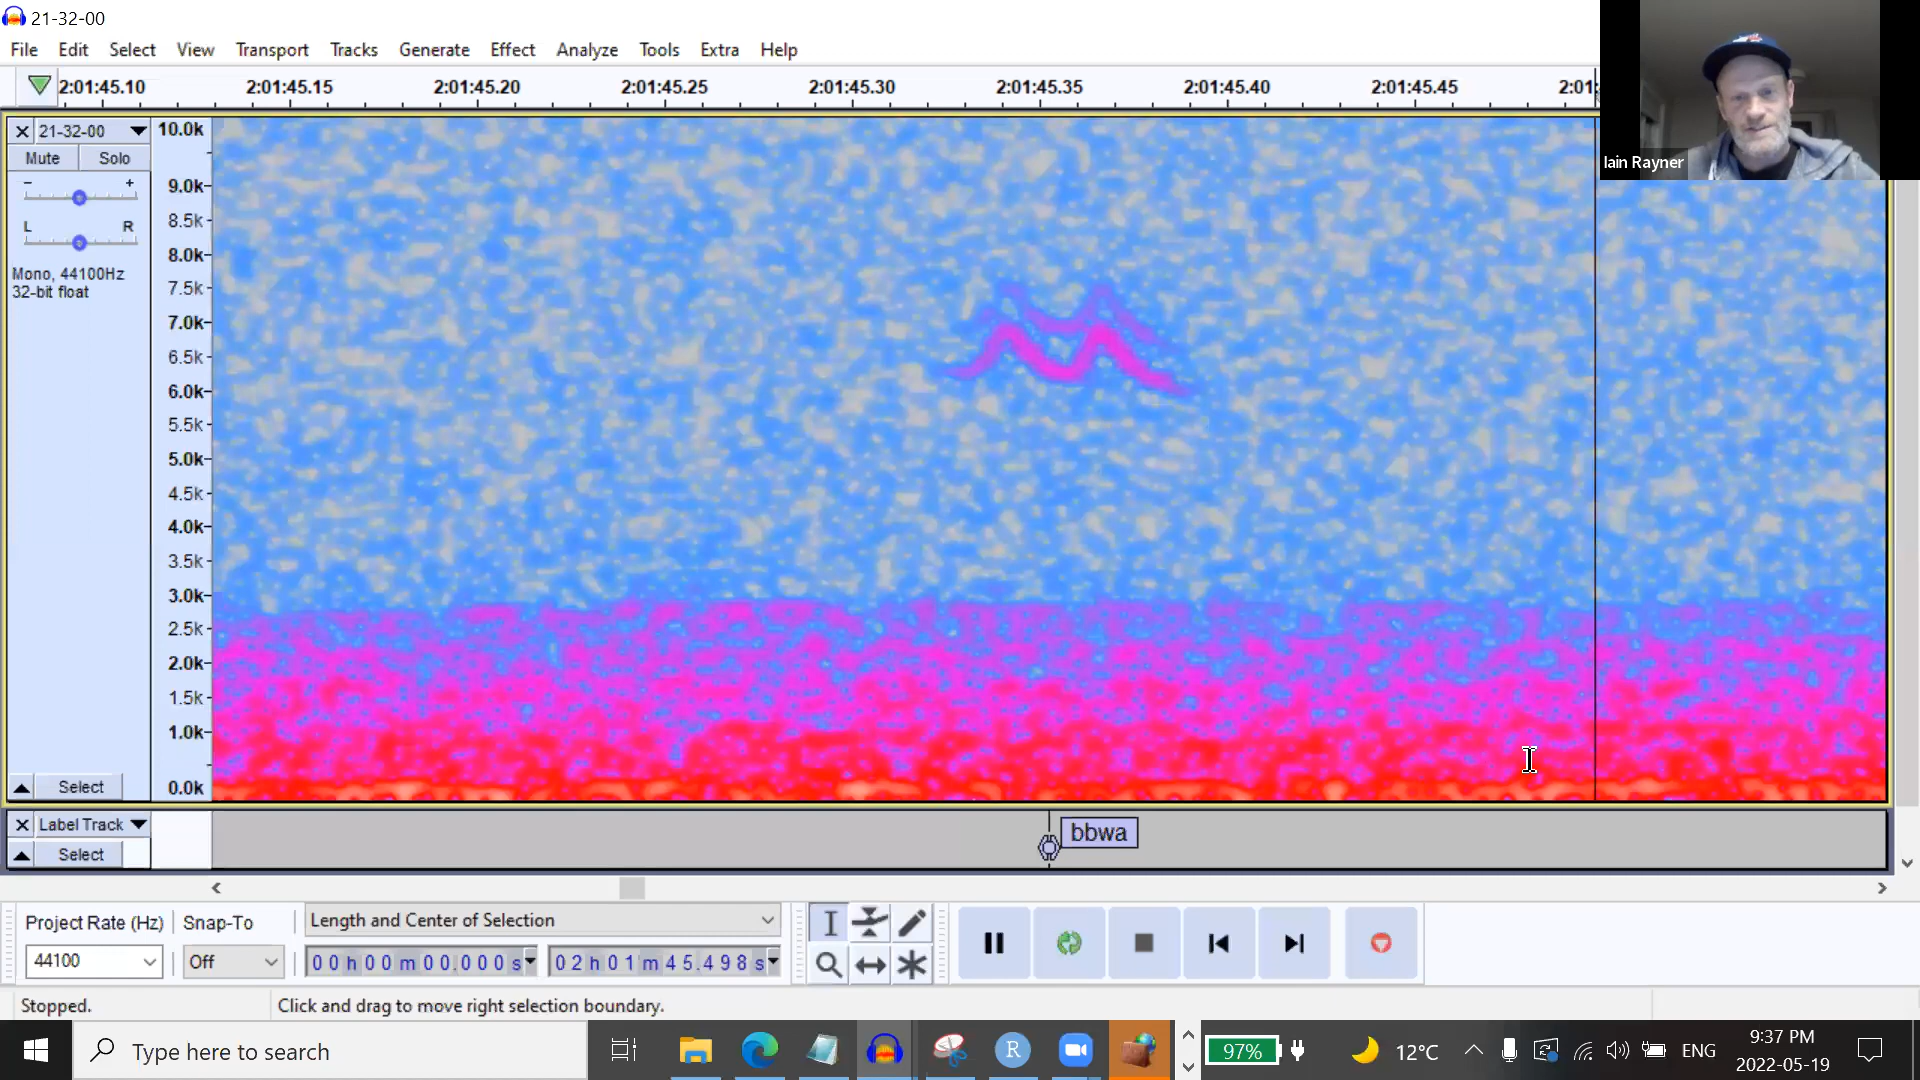 21-32-00
File Edit Select View Transport Tracks Generate Effect Analyze Tools Extra Help
2:01:45.10 2:01:45.15 2:01:45.20 2:01:45.25 2:01:45.30 2:01:45.35 2:01:45.40 2:01:45.45 2:01:
Iain Rayner
21-32-00
Mute Solo
- +
L R
Mono, 44100Hz
32-bit float
Select
10.0k
9.0k
8.5k
8.0k
7.5k
7.0k
6.5k
6.0k
5.5k
5.0k
4.5k
4.0k
3.5k
3.0k
2.5k
2.0k
1.5k
1.0k
0.0k
Label Track
Select
bbwa
Project Rate (Hz) Snap-To Length and Center of Selection
44100 Off 00h00m00.000s 02h01m45.498s
Stopped. Click and drag to move right selection boundary.
Type here to search
R
97%
12°C
ENG
9:37 PM
2022-05-19